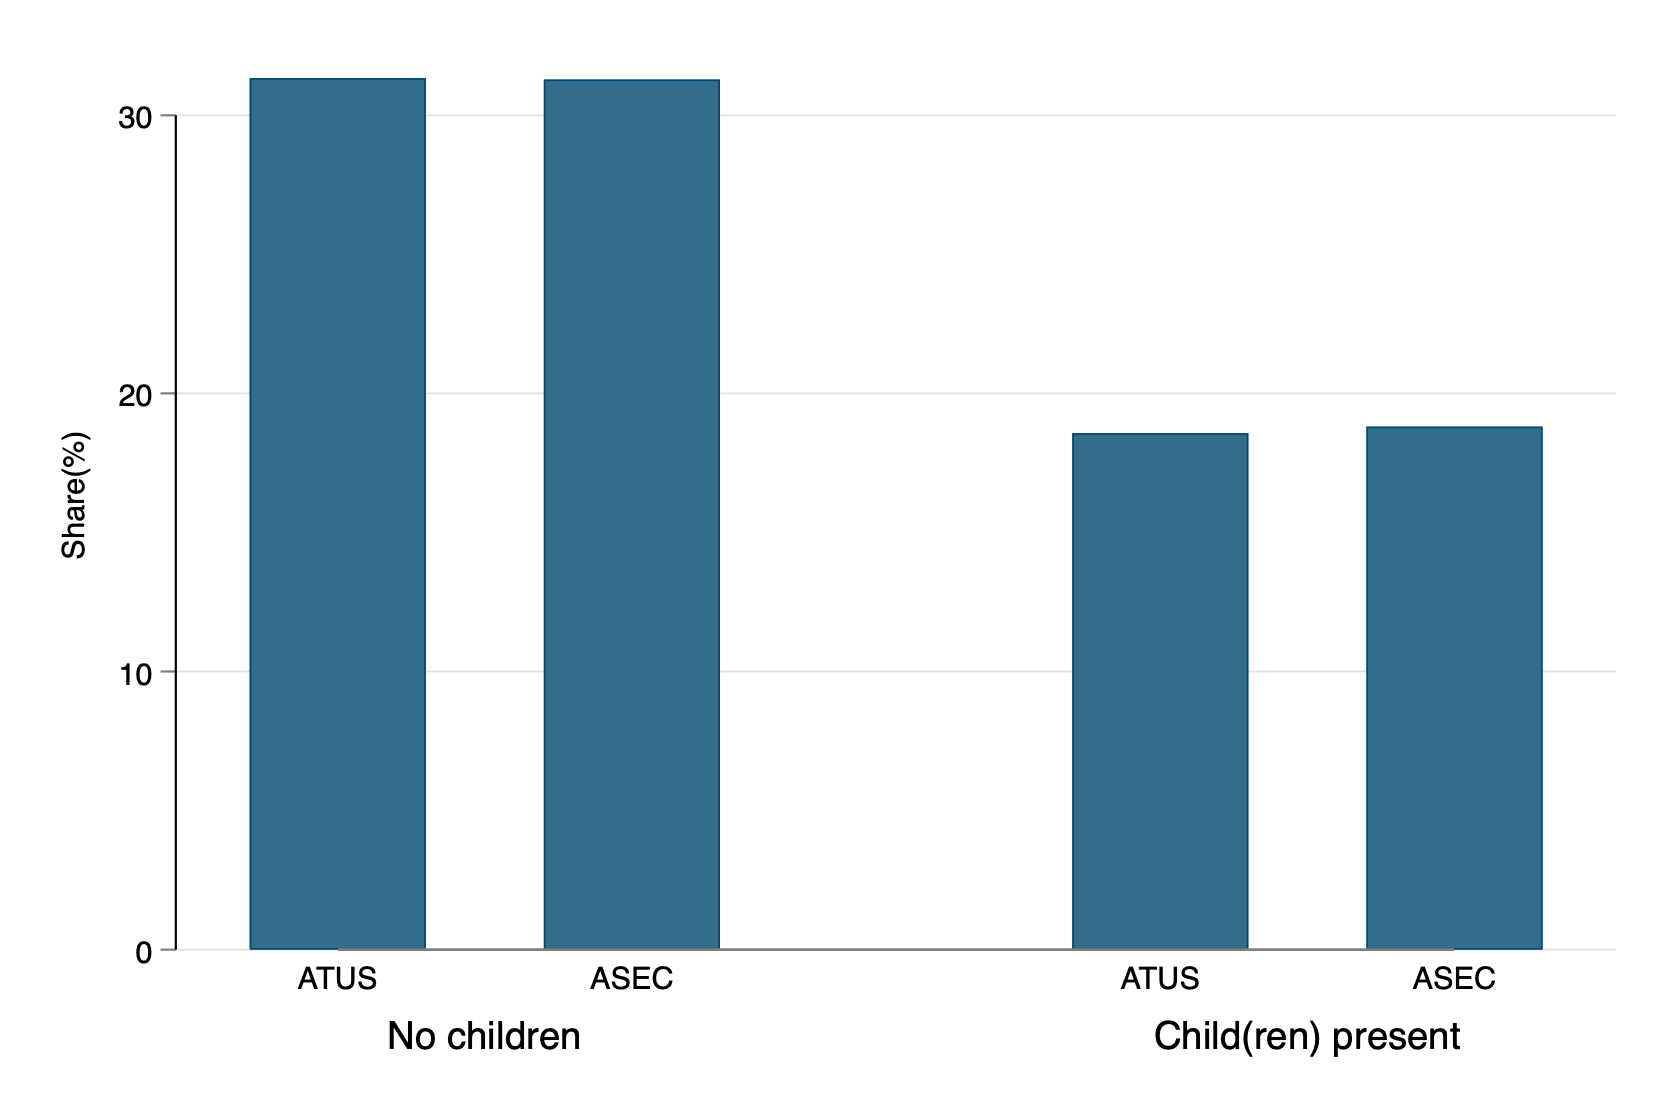 30
20
10
0
Share(%)
ATUS ASEC ATUS ASEC
No children Child(ren) present